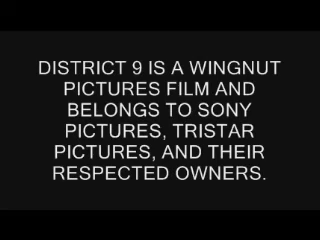 DISTRICT 9 IS A WINGNUT
PICTURES FILM AND
BELONGS TO SONY
PICTURES, TRISTAR
PICTURES, AND THEIR
RESPECTED OWNERS.